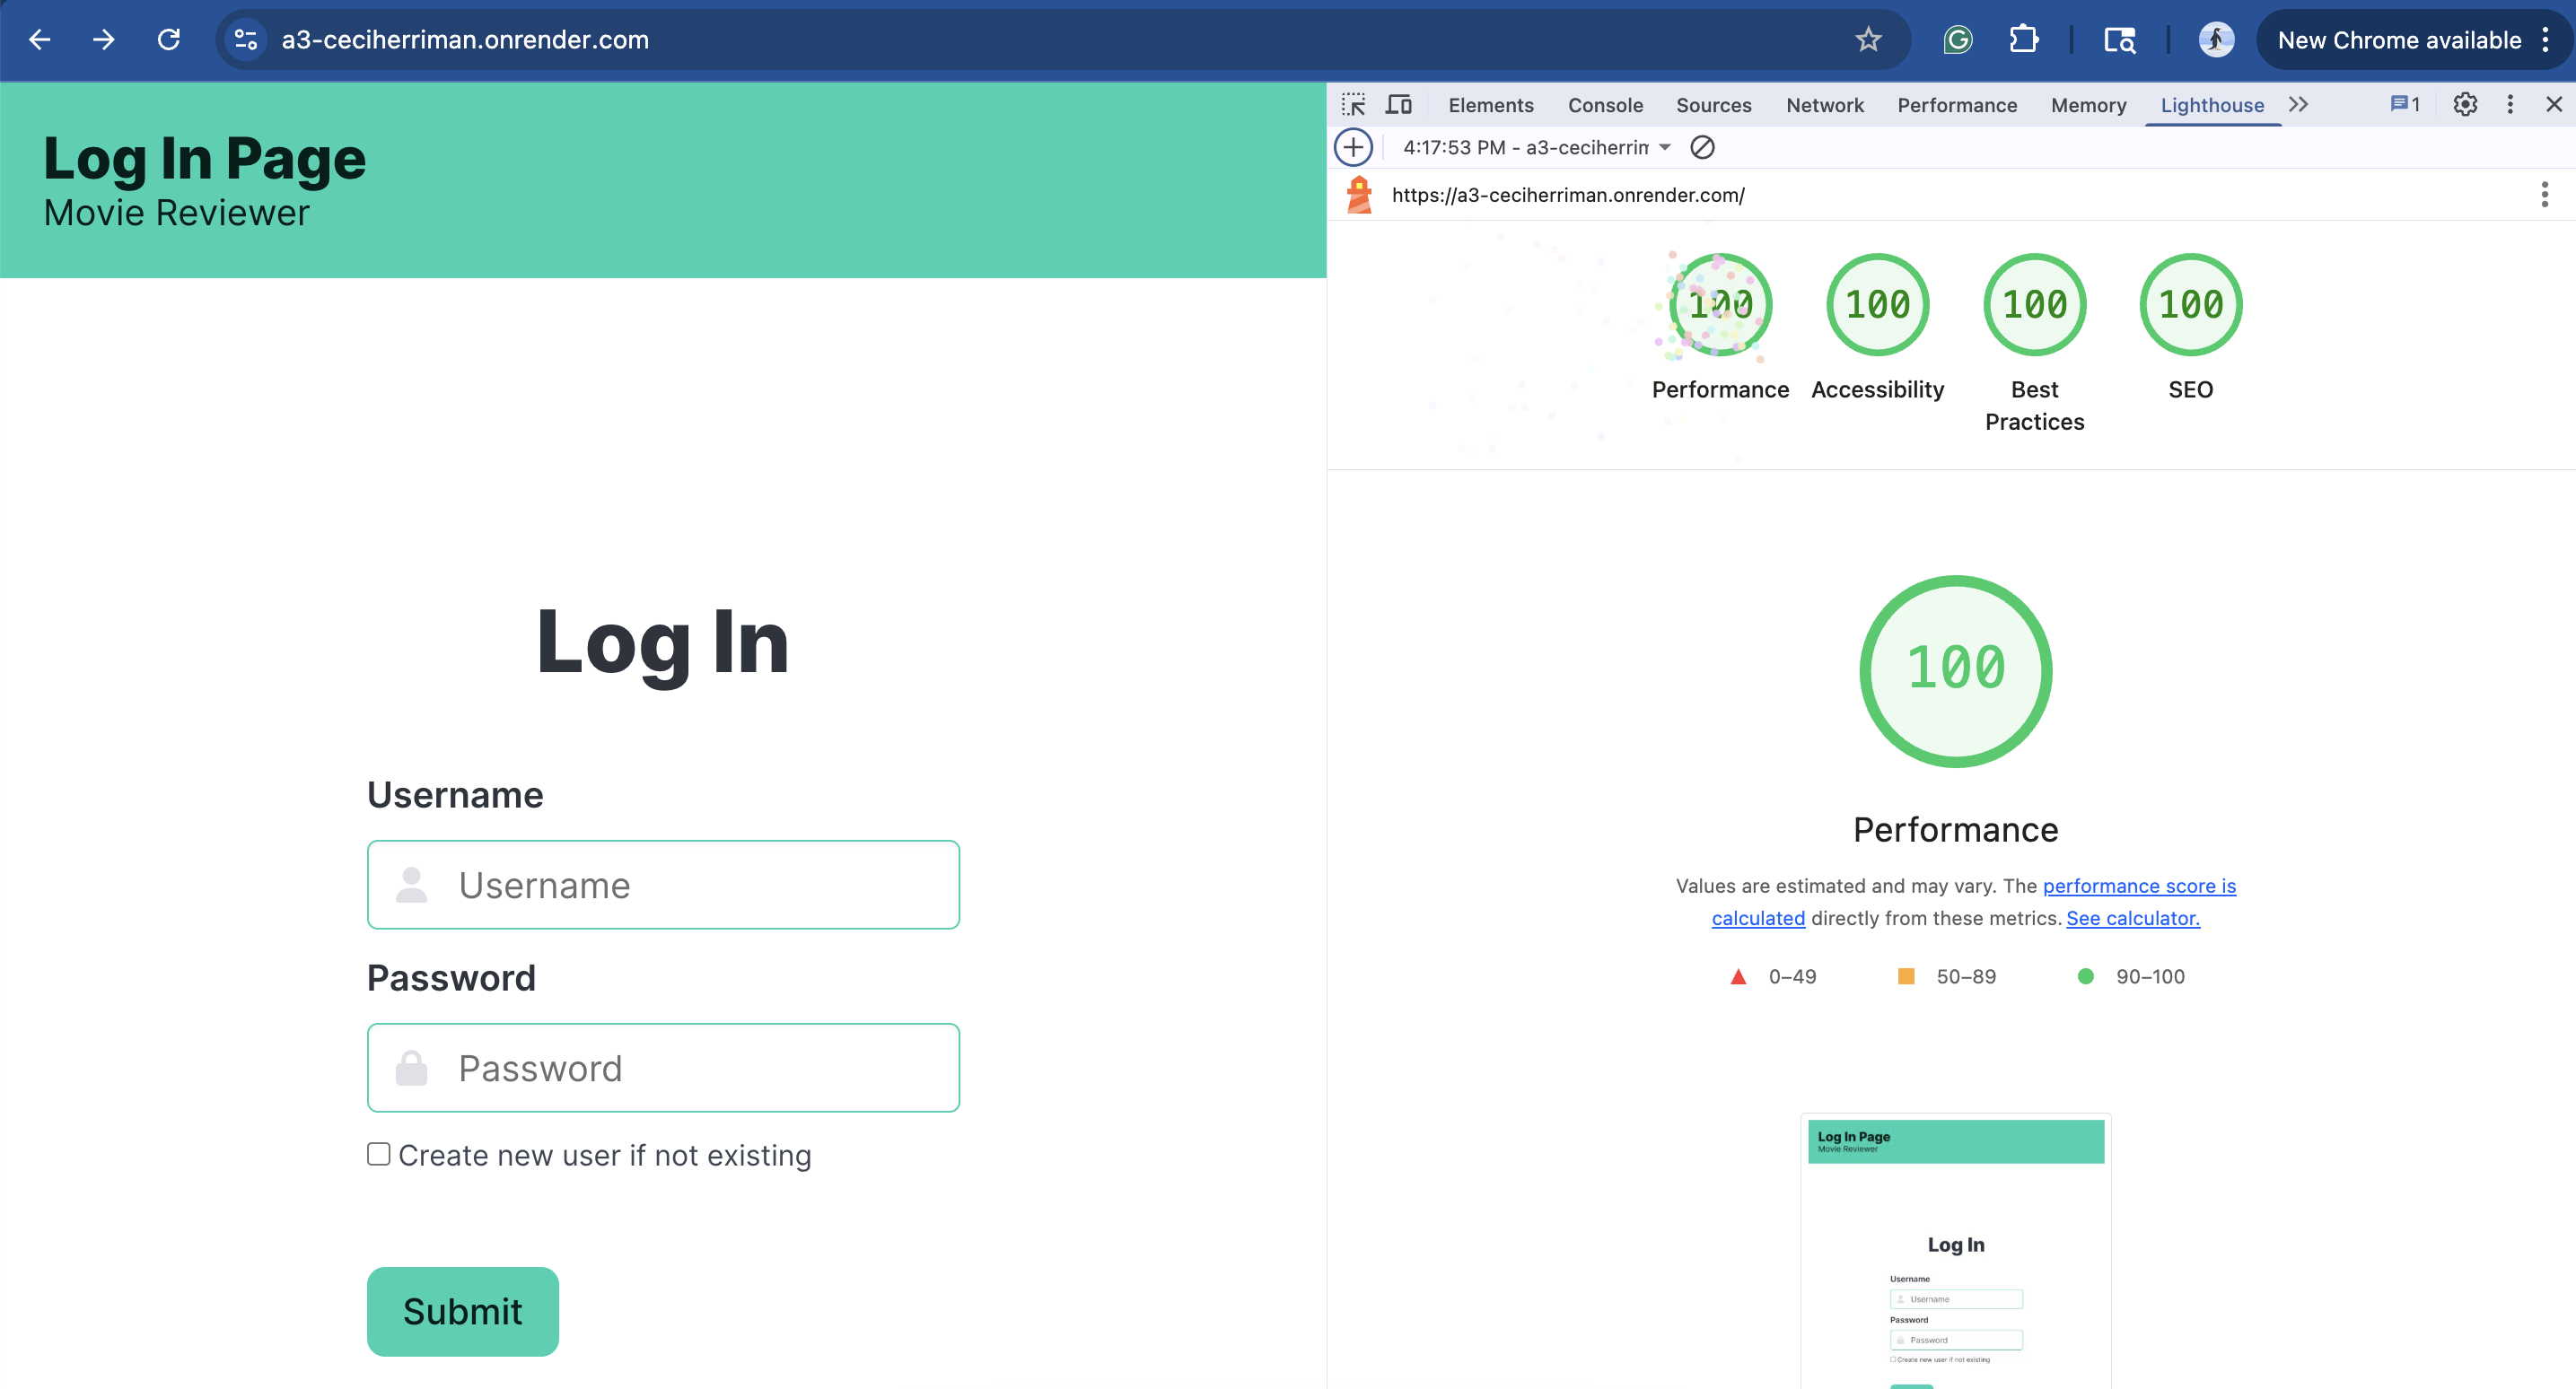 a3-ceciherriman.onrender.com
New Chrome available
Log In Page
Movie Reviewer
Log In
Username
Username
Password
Password
Create new user if not existing
Submit
Elements Console Sources Network Performance Memory Lighthouse 1
4:17:53 PM - a3-ceciherrim
https://a3-ceciherriman.onrender.com/
100 100 100 100
Performance Accessibility Best Practices SEO
100
Performance
Values are estimated and may vary. The performance score is
calculated directly from these metrics. See calculator.
0–49 50–89 90–100
Log In Page
Movie Reviewer
Log In
Username
Username
Password
Password
Create new user if not existing